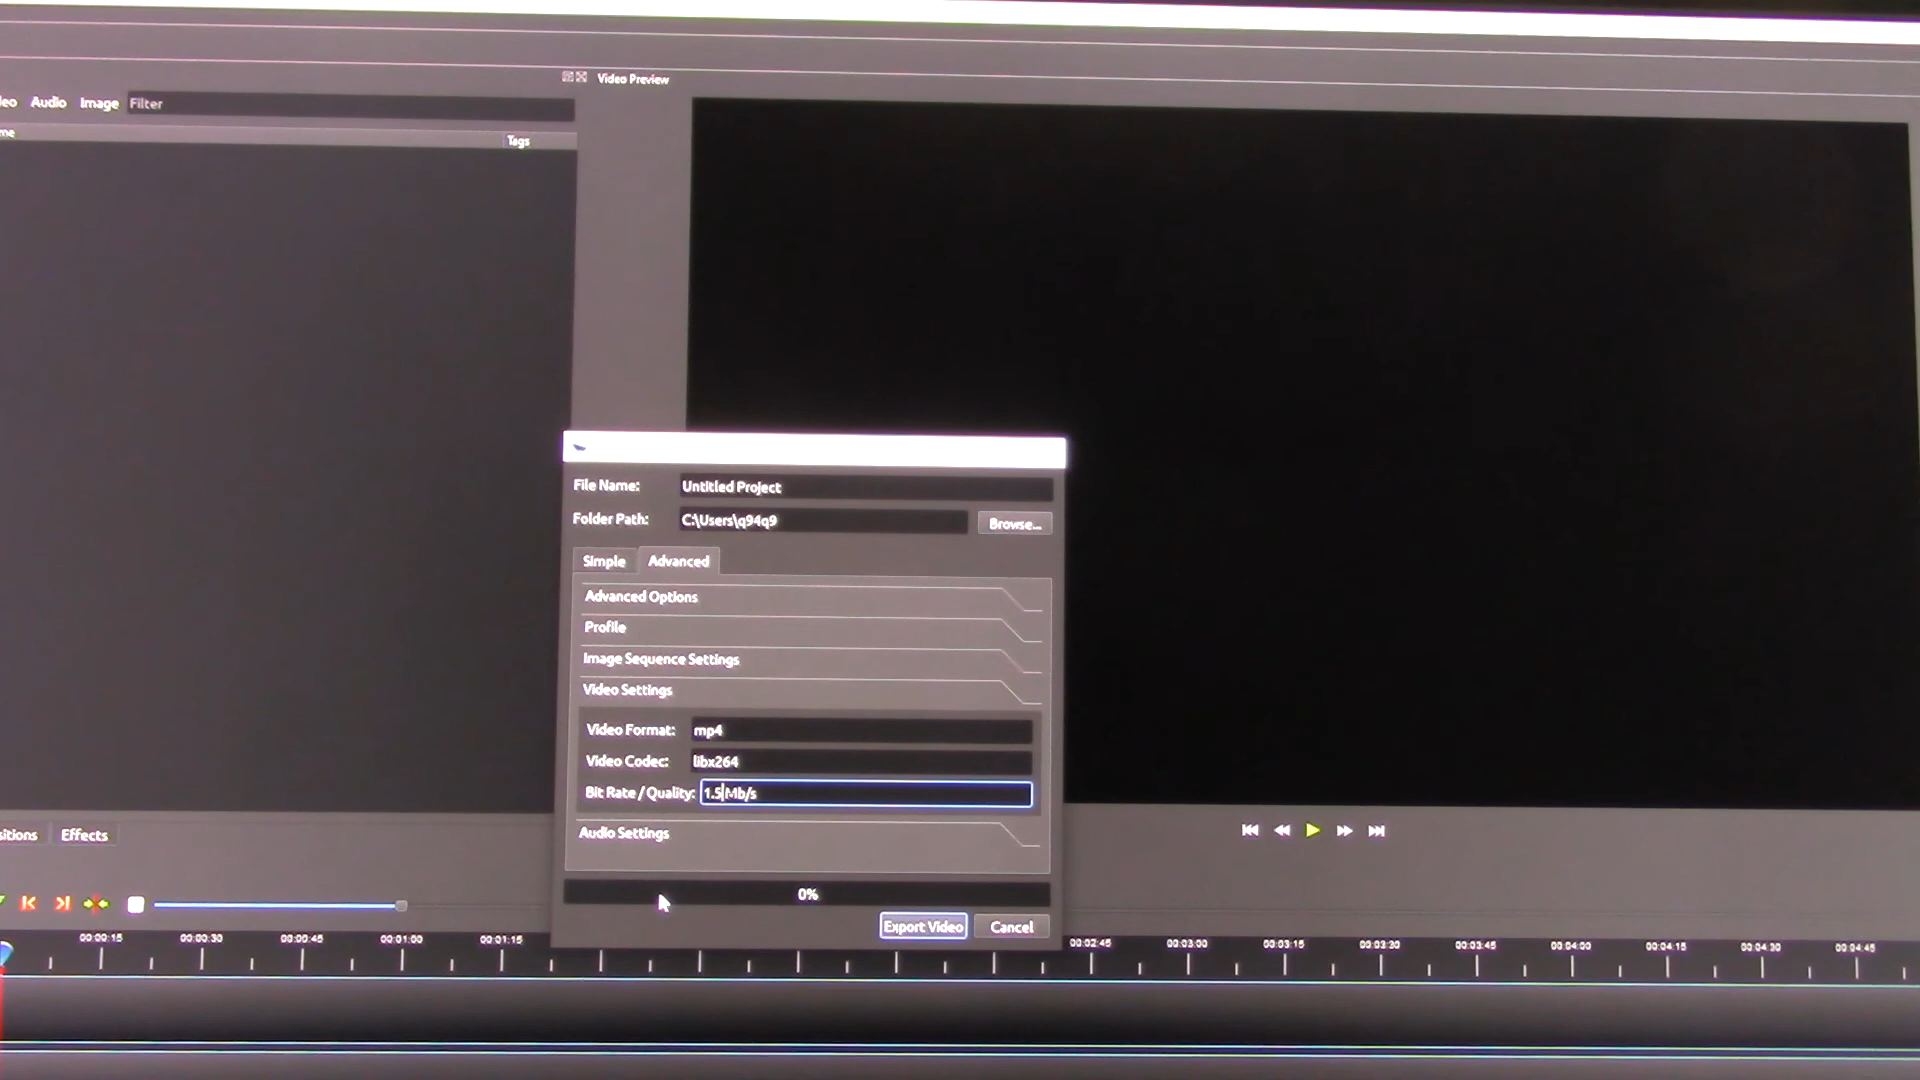 Video Preview
eo Audio Image Filter
me Tags
File Name: Untitled Project
Folder Path: C:\Users\q94q9 Browse...
Simple Advanced
Advanced Options
Profile
Image Sequence Settings
Video Settings
Video Format: mp4
Video Codec: libx264
Bit Rate / Quality: 1.5Mb/s
Audio Settings
sitions Effects
0%
Export Video Cancel
00:00:15 00:00:30 00:00:45 00:01:00 00:01:15 00:02:45 00:03:00 00:03:15 00:03:30 00:03:45 00:04:00 00:04:15 00:04:30 00:04:45